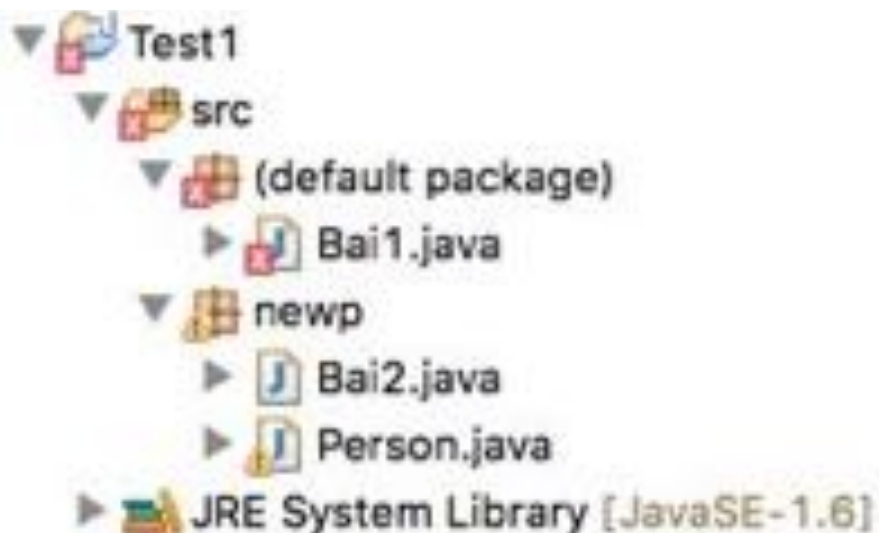 Test1
src
(default package)
Bai1.java
newp
Bai2.java
Person.java
JRE System Library [JavaSE-1.6]